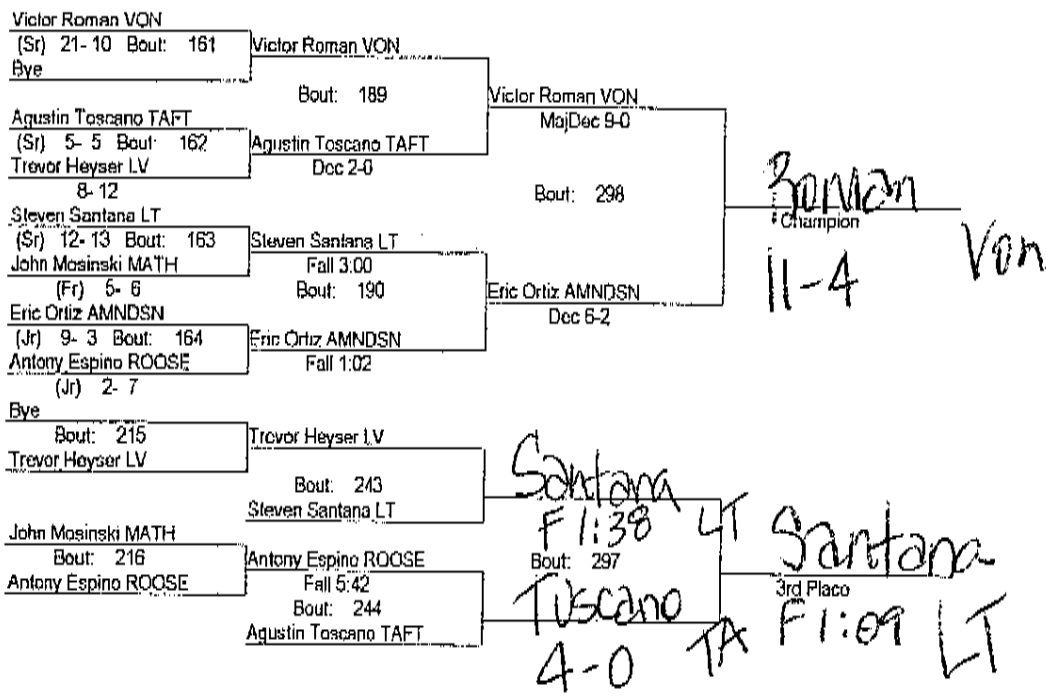 Victor Roman VON
(Sr) 21- 10 Bout: 161
Bye
Victor Roman VON
Bout: 189
Agustin Toscano TAFT
(Sr) 5- 5 Bout: 162
Trevor Heyser LV
8- 12
Agustin Toscano TAFT
Dec 2-0
Victor Roman VON
MajDec 9-0
Bout: 298
Steven Santana LT
(Sr) 12- 13 Bout: 163
John Mosinski MATH
(Fr) 5- 6
Steven Santana LT
Fall 3:00
Bout: 190
Eric Ortiz AMNDSN
(Jr) 9- 3 Bout: 164
Antony Espino ROOSE
(Jr) 2- 7
Eric Ortiz AMNDSN
Fall 1:02
Eric Ortiz AMNDSN
Dec 6-2
Roman
Champion
Von
11-4
Bye
Bout: 215
Trevor Heyser LV
Trevor Heyser LV
Bout: 243
Steven Santana LT
Santana
F 1:38 LT
Bout: 297
John Mosinski MATH
Bout: 216
Antony Espino ROOSE
Antony Espino ROOSE
Fall 5:42
Bout: 244
Agustin Toscano TAFT
Tuscano
4-0 TA
Santana
3rd Place
F 1:09 LT